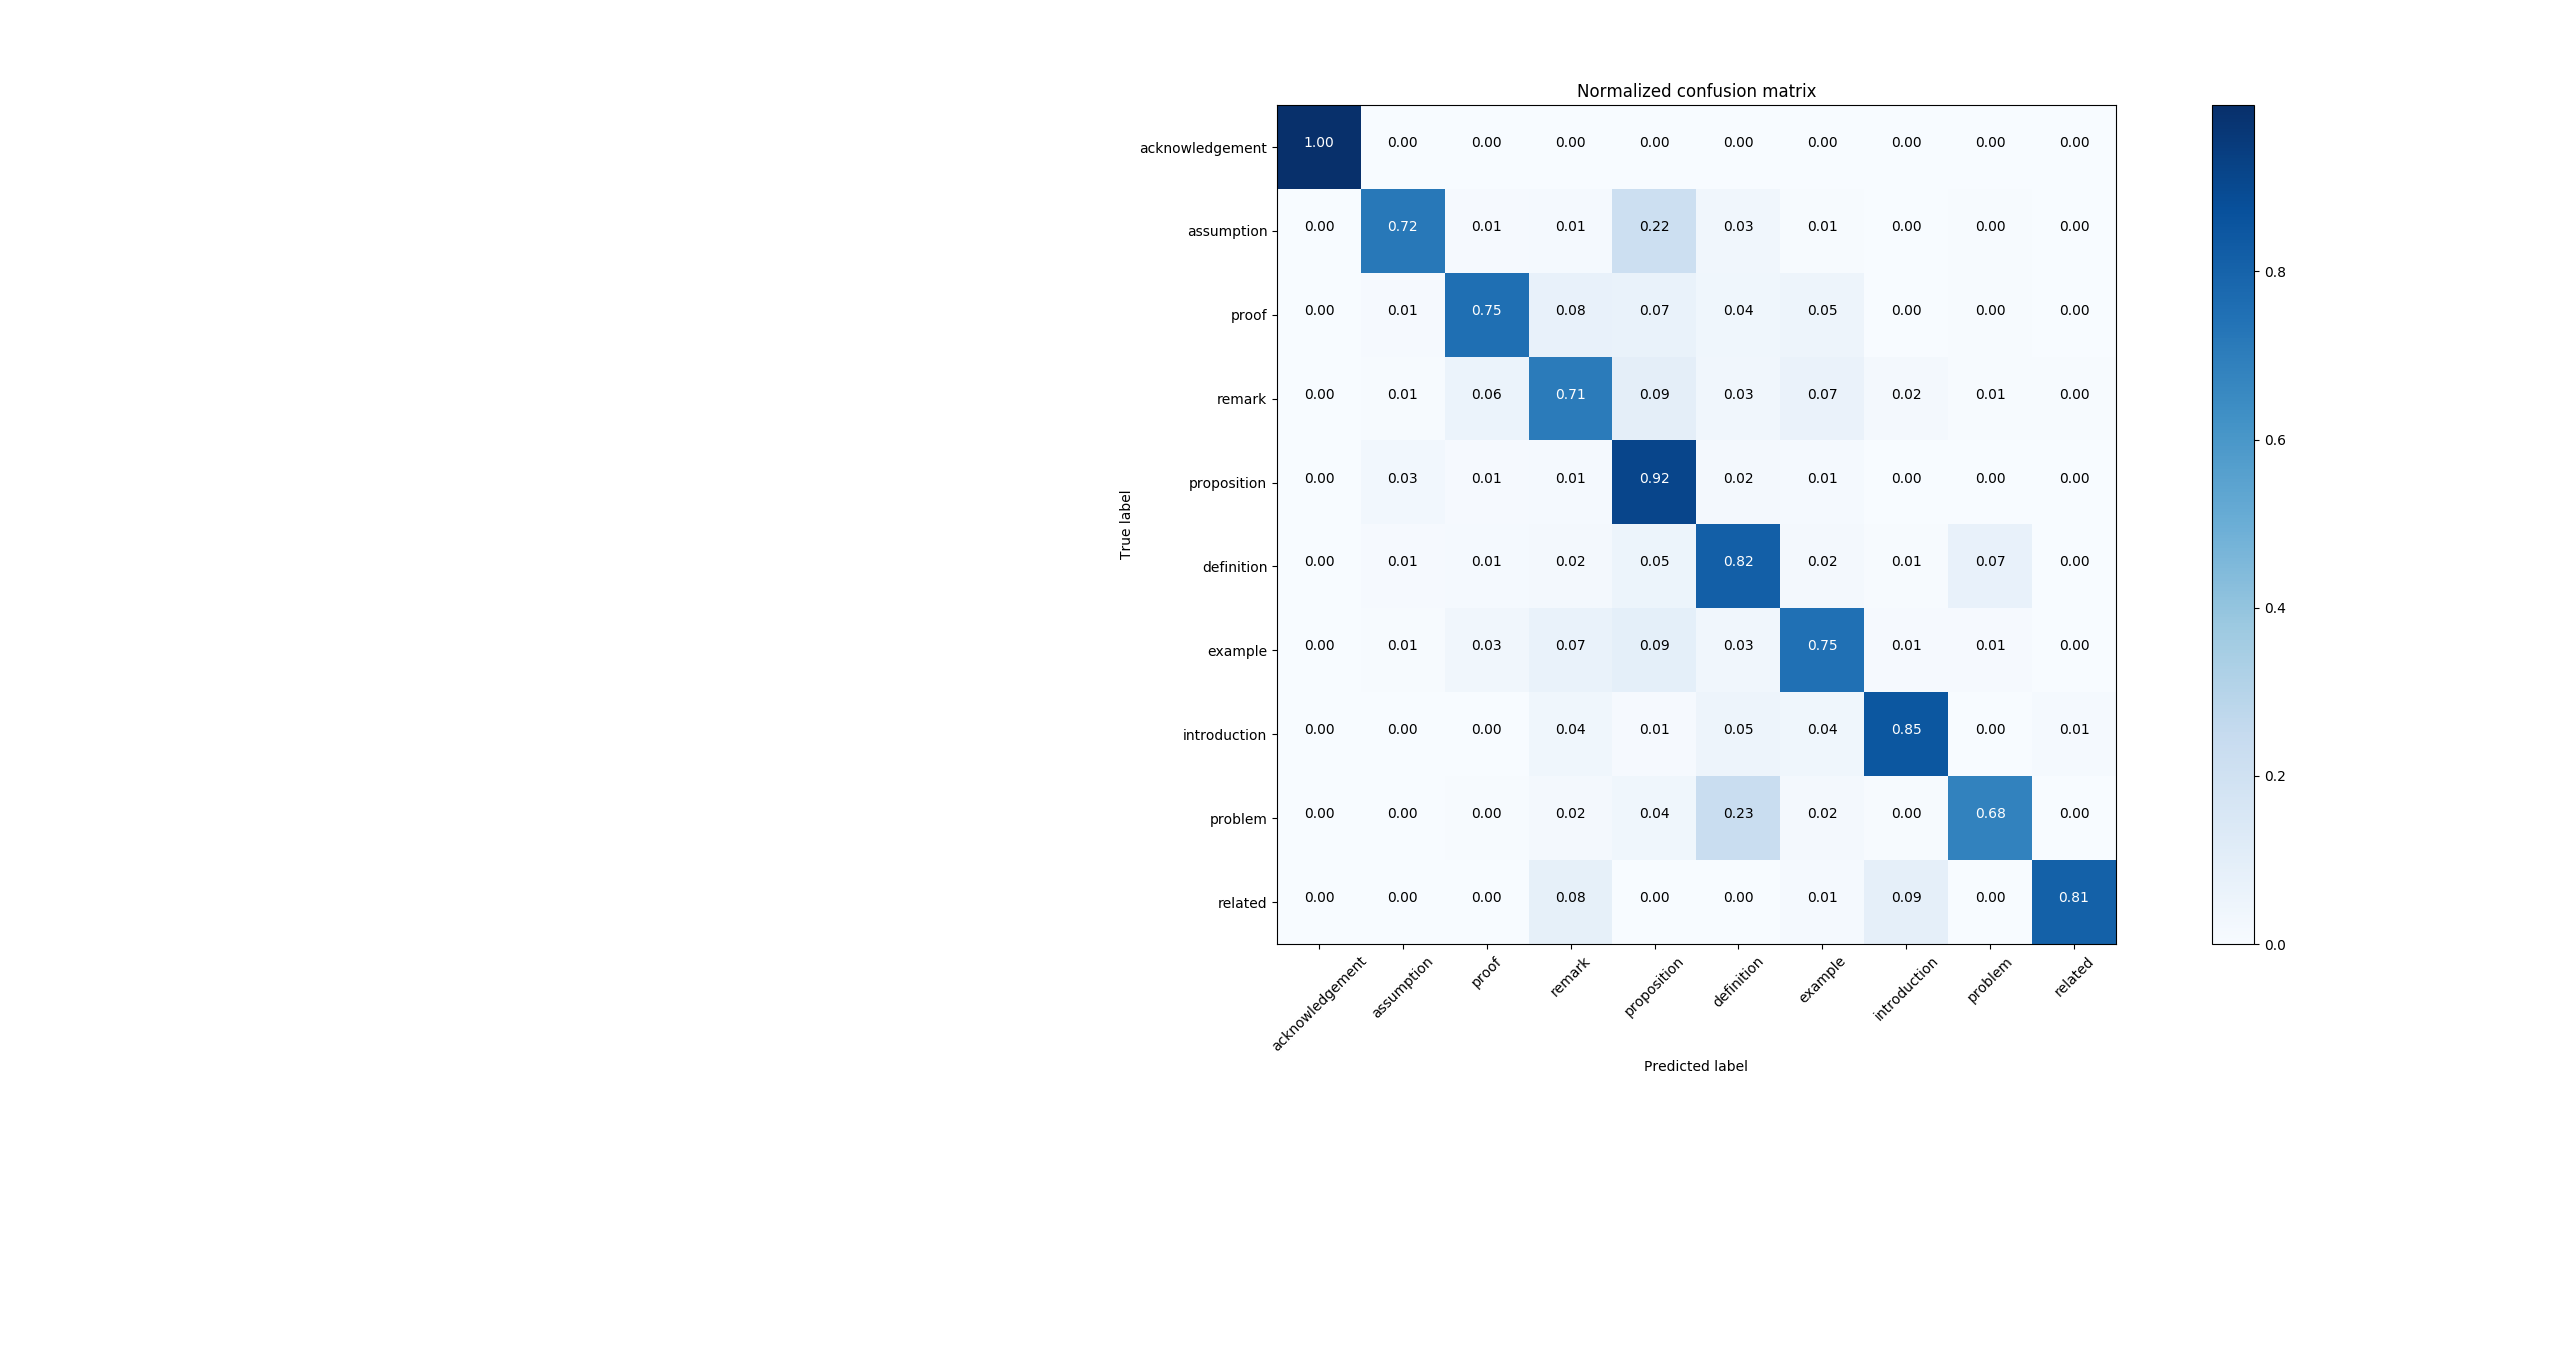 Normalized confusion matrix
acknowledgement 1.00 0.00 0.00 0.00 0.00 0.00 0.00 0.00 0.00 0.00
assumption 0.00 0.72 0.01 0.01 0.22 0.03 0.01 0.00 0.00 0.00
0.8
proof 0.00 0.01 0.75 0.08 0.07 0.04 0.05 0.00 0.00 0.00
remark 0.00 0.01 0.06 0.71 0.09 0.03 0.07 0.02 0.01 0.00
0.6
proposition 0.00 0.03 0.01 0.01 0.92 0.02 0.01 0.00 0.00 0.00
True label
definition 0.00 0.01 0.01 0.02 0.05 0.82 0.02 0.01 0.07 0.00
0.4
example 0.00 0.01 0.03 0.07 0.09 0.03 0.75 0.01 0.01 0.00
introduction 0.00 0.00 0.00 0.04 0.01 0.05 0.04 0.85 0.00 0.01
0.2
problem 0.00 0.00 0.00 0.02 0.04 0.23 0.02 0.00 0.68 0.00
related 0.00 0.00 0.00 0.08 0.00 0.00 0.01 0.09 0.00 0.81
0.0
acknowledgement assumption proof remark proposition definition example introduction problem related
Predicted label